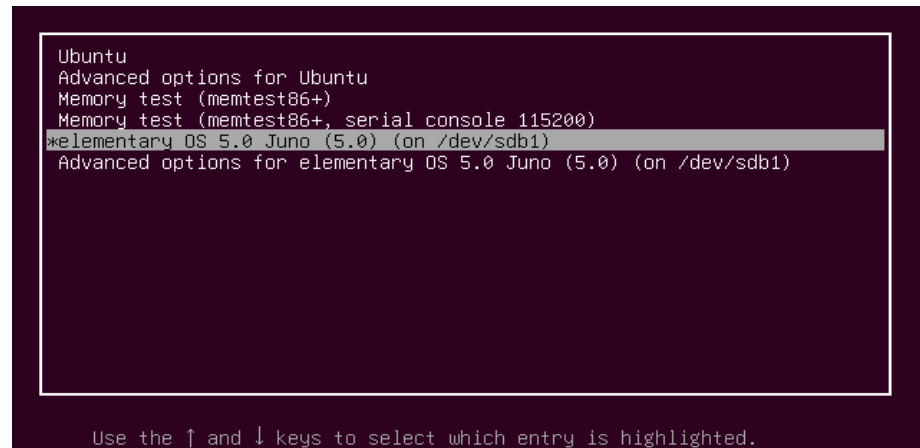 Ubuntu
Advanced options for Ubuntu
Memory test (memtest86+)
Memory test (memtest86+, serial console 115200)
*elementary OS 5.0 Juno (5.0) (on /dev/sdb1)
Advanced options for elementary OS 5.0 Juno (5.0) (on /dev/sdb1)
Use the ↑ and ↓ keys to select which entry is highlighted.